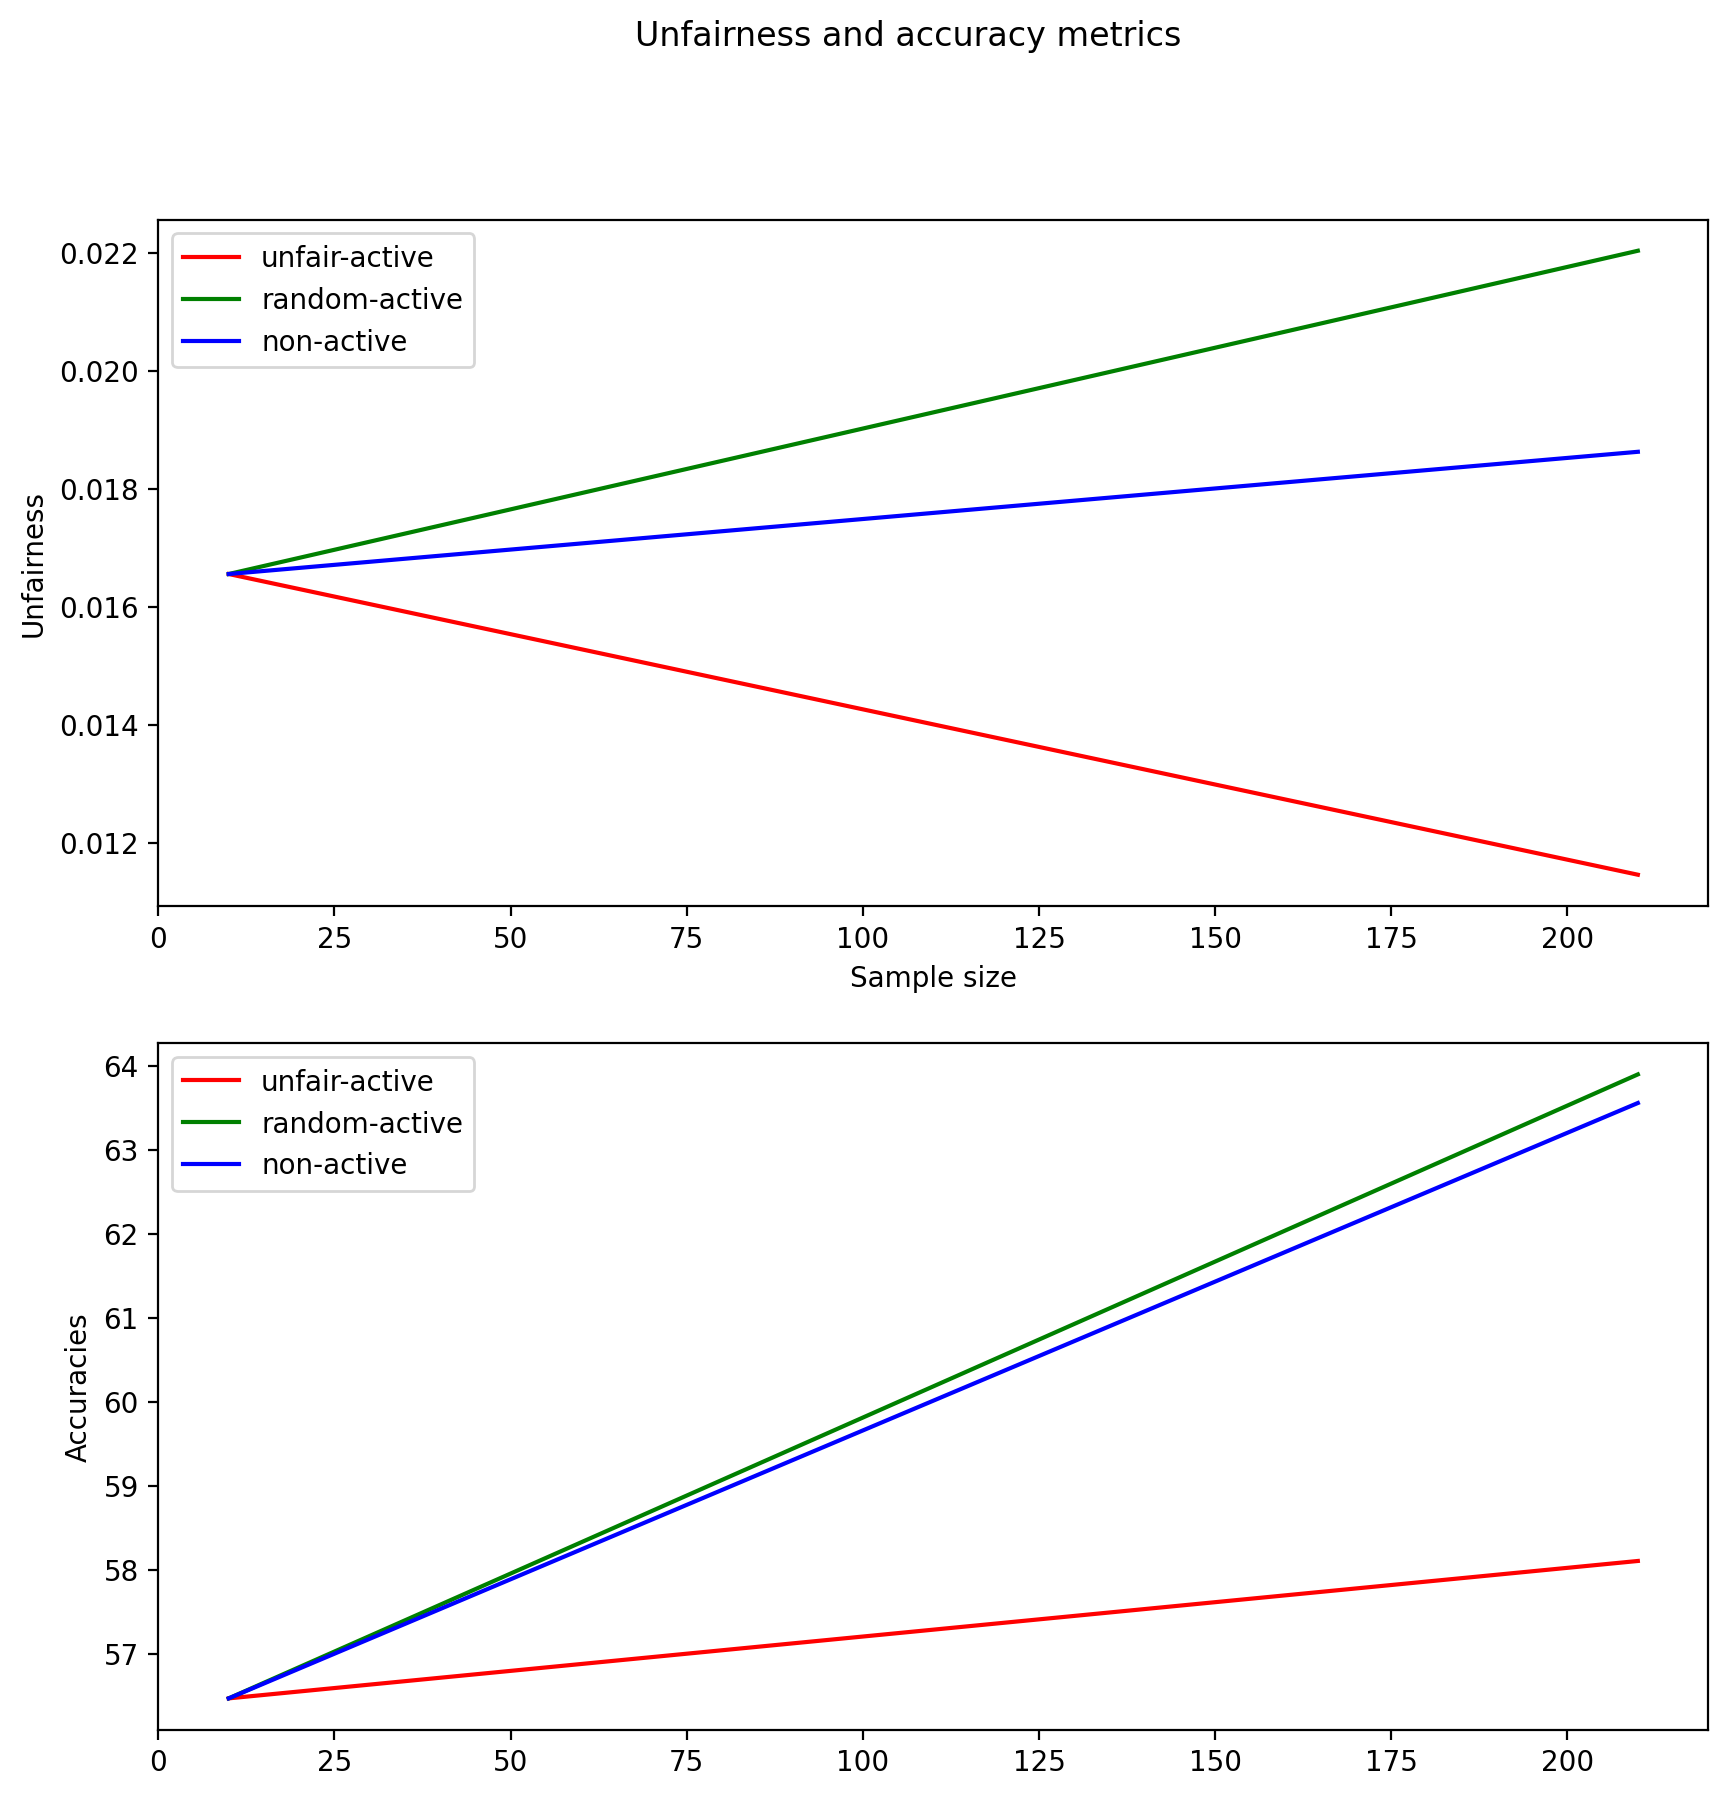 Unfairness and accuracy metrics
unfair-active
random-active
non-active
0.022
0.020
0.018
0.016
0.014
0.012
Unfairness
0 25 50 75 100 125 150 175 200
Sample size
unfair-active
random-active
non-active
64
63
62
61
60
59
58
57
Accuracies
0 25 50 75 100 125 150 175 200